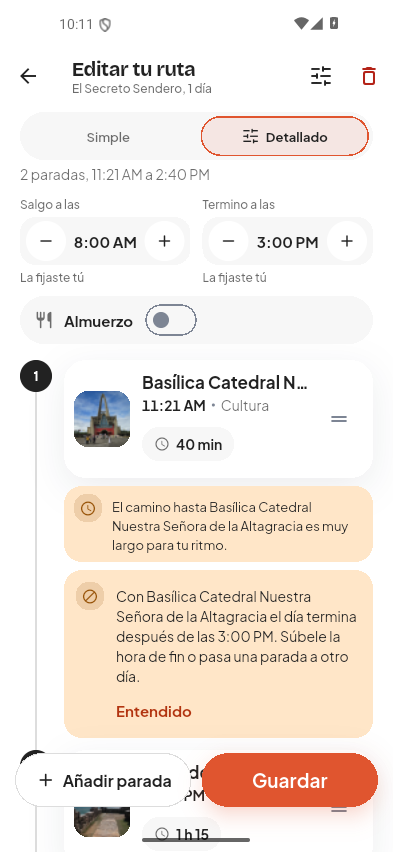 10:11
Editar tu ruta
El Secreto Sendero, 1 día
Simple
Detallado
2 paradas, 11:21 AM a 2:40 PM
Salgo a las
Termino a las
8:00 AM
3:00 PM
La fijaste tú
La fijaste tú
Almuerzo
1
Basílica Catedral N...
11:21 AM • Cultura
40 min
El camino hasta Basílica Catedral
Nuestra Señora de la Altagracia es muy
largo para tu ritmo.
Con Basílica Catedral Nuestra
Señora de la Altagracia el día termina
después de las 3:00 PM. Súbele la
hora de fin o pasa una parada a otro
día.
Entendido
Añadir parada
Guardar
1 h 15